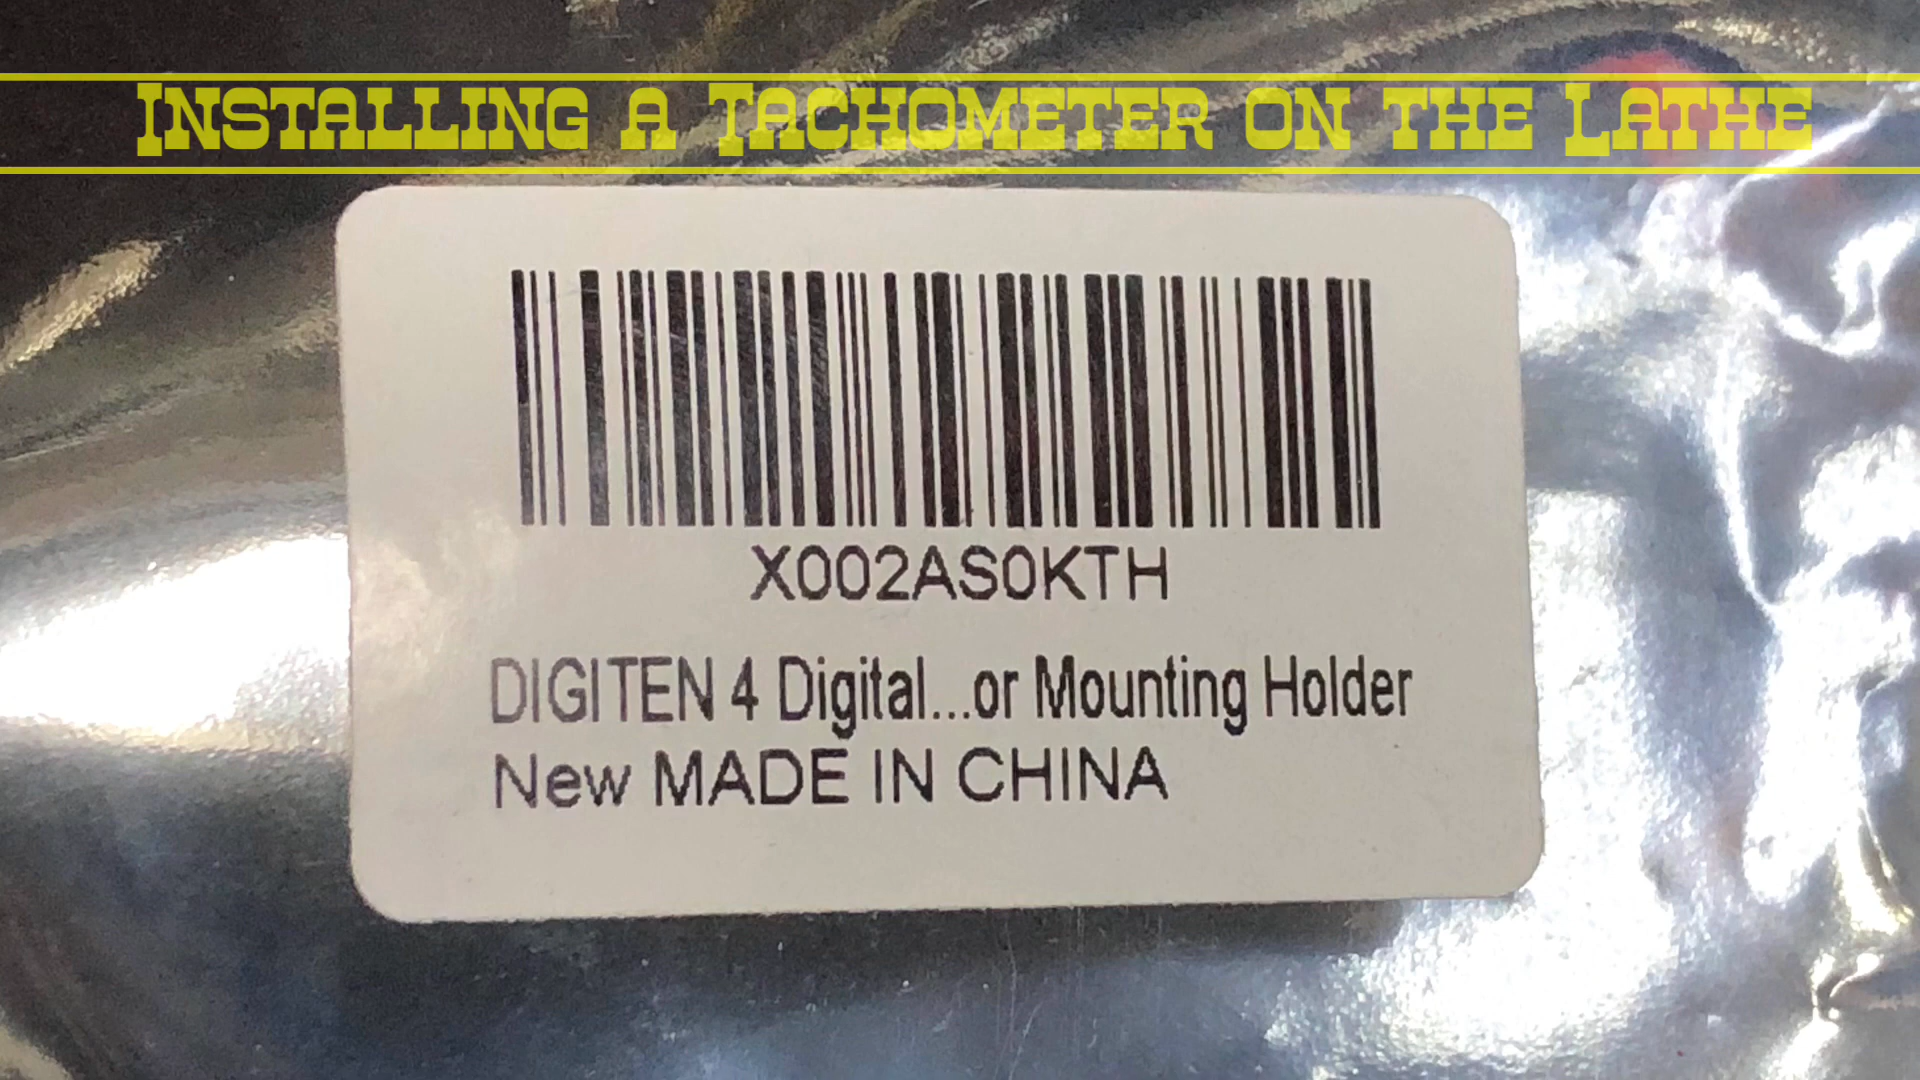 Installing a Tachometer on the Lathe
X002AS0KTH
DIGITEN 4 Digital...or Mounting Holder
New MADE IN CHINA